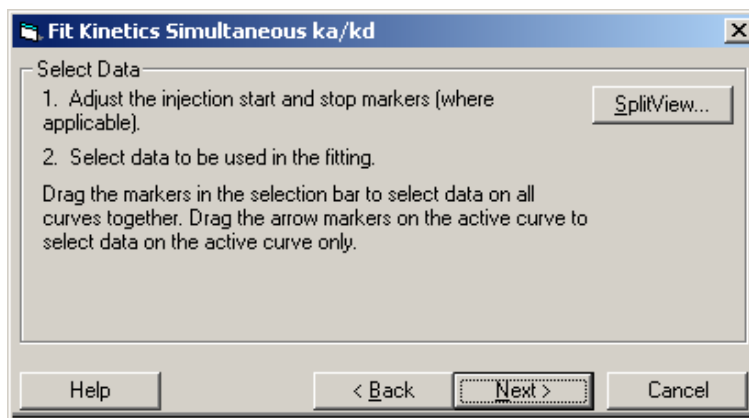 Fit Kinetics Simultaneous ka/kd
Select Data
1. Adjust the injection start and stop markers (where
applicable).
SplitView...
2. Select data to be used in the fitting.
Drag the markers in the selection bar to select data on all
curves together. Drag the arrow markers on the active curve to
select data on the active curve only.
Help
< Back
Next >
Cancel